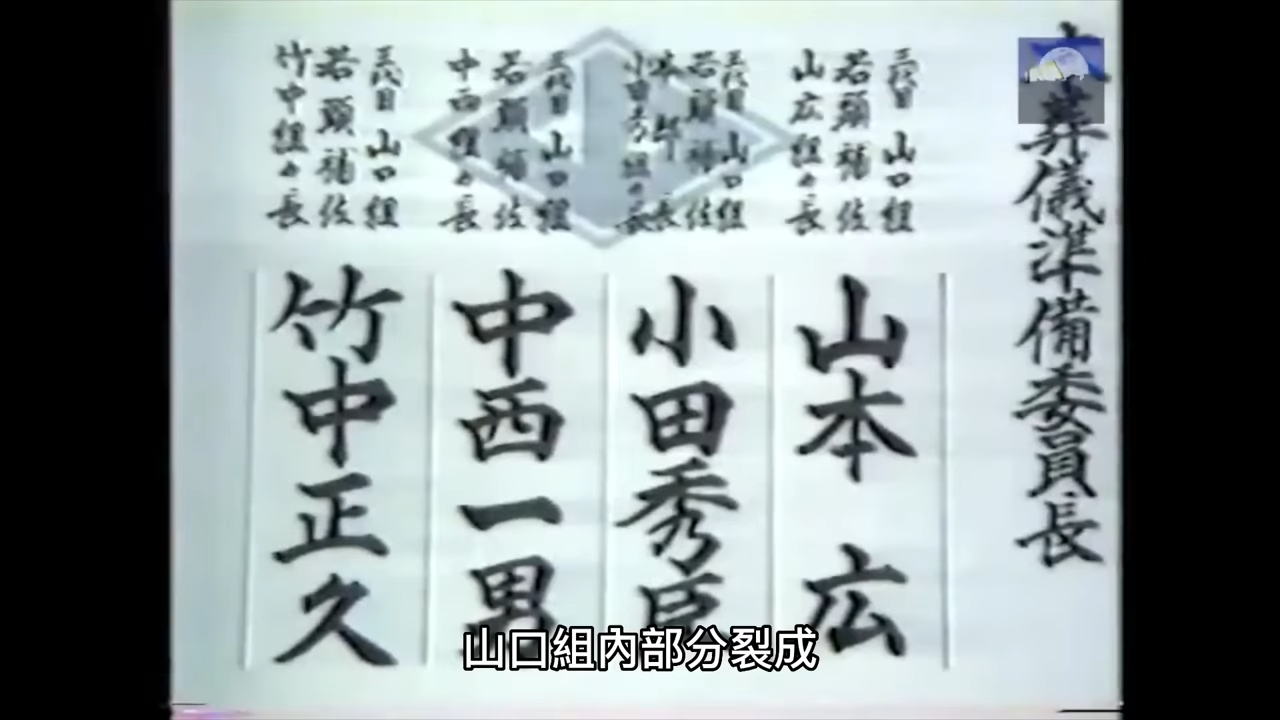 葬儀準備委員長
三代目 山口組
若頭補佐
山広組々長
山本 広
三代目 山口組
若頭補佐
本部長
小田秀組々長
小田秀臣
三代目 山口組
若頭補佐
中西組々長
中西一男
三代目 山口組
若頭補佐
竹中組々長
竹中正久
山口組內部分裂成